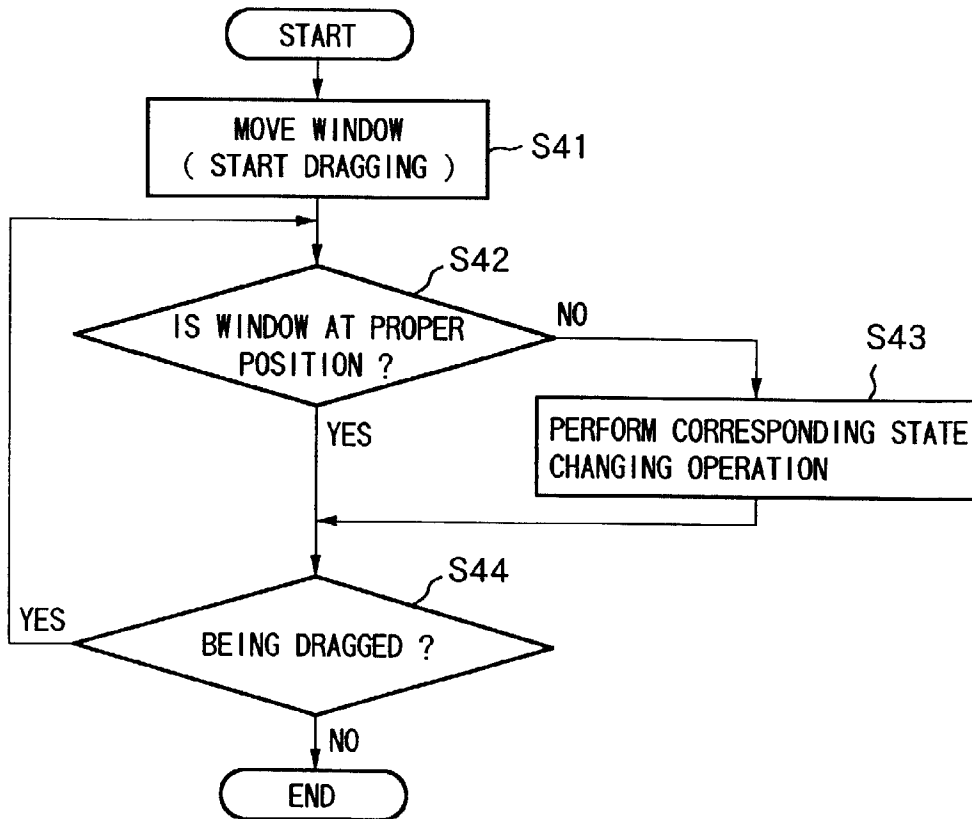 START
MOVE WINDOW
( START DRAGGING )
S41
S42
IS WINDOW AT PROPER
POSITION ?
NO
YES
S43
PERFORM CORRESPONDING STATE
CHANGING OPERATION
S44
YES
BEING DRAGGED ?
NO
END